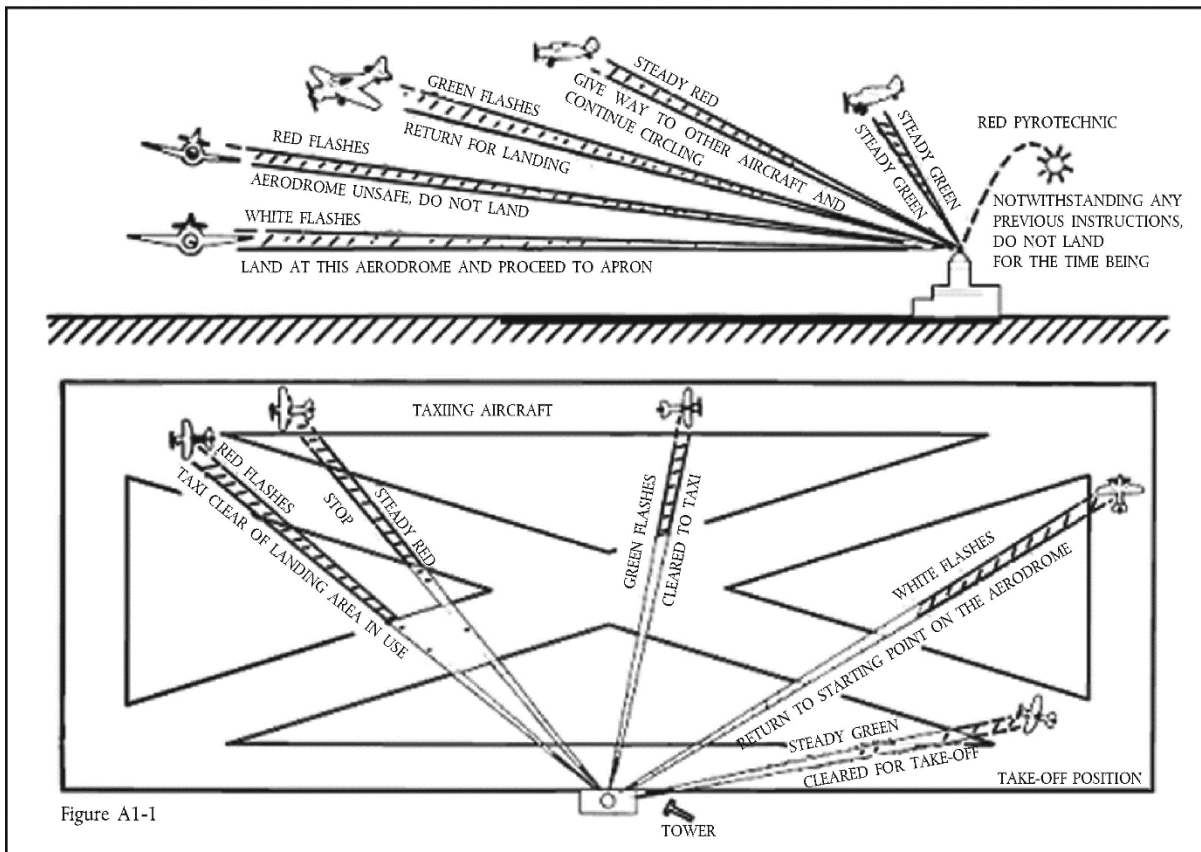 STEADY RED
GIVE WAY TO OTHER AIRCRAFT AND
CONTINUE CIRCLING
GREEN FLASHES
RETURN FOR LANDING
RED FLASHES
AERODROME UNSAFE, DO NOT LAND
WHITE FLASHES
LAND AT THIS AERODROME AND PROCEED TO APRON
STEADY GREEN
STEADY GREEN
RED PYROTECHNIC
NOTWITHSTANDING ANY
PREVIOUS INSTRUCTIONS,
DO NOT LAND
FOR THE TIME BEING
TAXIING AIRCRAFT
RED FLASHES
TAXI CLEAR OF LANDING AREA IN USE
STEADY RED
STOP
GREEN FLASHES
CLEARED TO TAXI
WHITE FLASHES
RETURN TO STARTING POINT ON THE AERODROME
STEADY GREEN
CLEARED FOR TAKE-OFF
TAKE-OFF POSITION
Figure A1-1
TOWER